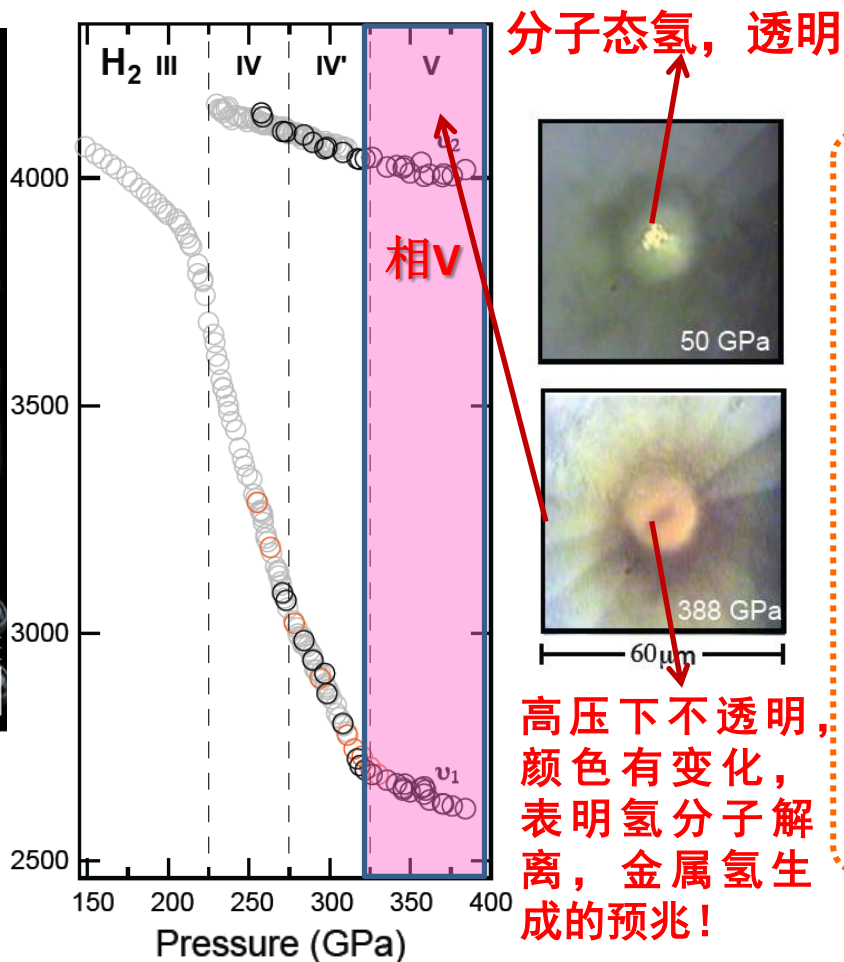 分子态氢，透明
H₂ III IV IV' V
υ₂
4000
相V
50 GPa
3500
3000
388 GPa
60μm
υ₁
高压下不透明，
颜色有变化，
表明氢分子解
离，金属氢生
成的预兆！
2500
150 200 250 300 350 400
Pressure (GPa)